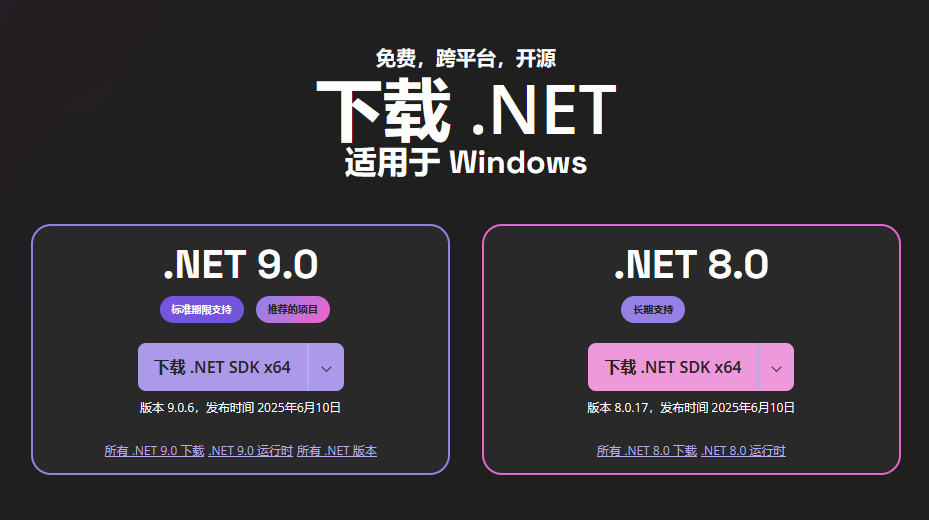 免费，跨平台，开源
下载 .NET
适用于 Windows
.NET 9.0
标准期限支持 推荐的项目
下载 .NET SDK x64
版本 9.0.6，发布时间 2025年6月10日
所有 .NET 9.0 下载 .NET 9.0 运行时 所有 .NET 版本
.NET 8.0
长期支持
下载 .NET SDK x64
版本 8.0.17，发布时间 2025年6月10日
所有 .NET 8.0 下载 .NET 8.0 运行时